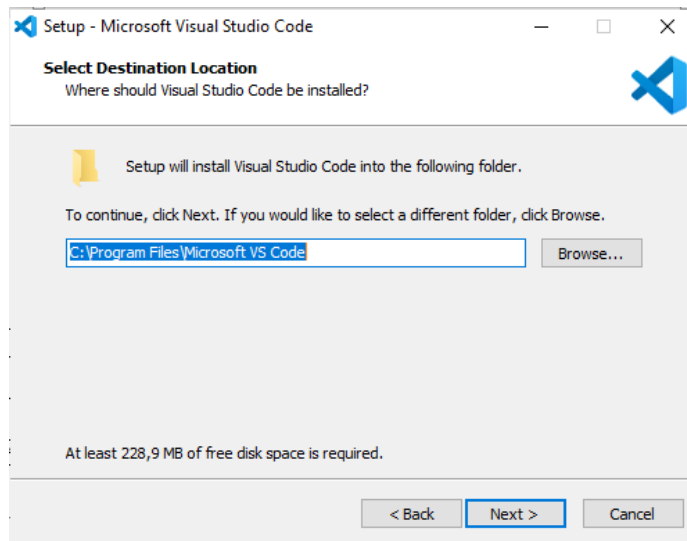 Setup - Microsoft Visual Studio Code
Select Destination Location
Where should Visual Studio Code be installed?
Setup will install Visual Studio Code into the following folder.
To continue, click Next. If you would like to select a different folder, click Browse.
C:\Program Files\Microsoft VS Code
Browse...
At least 228,9 MB of free disk space is required.
< Back
Next >
Cancel